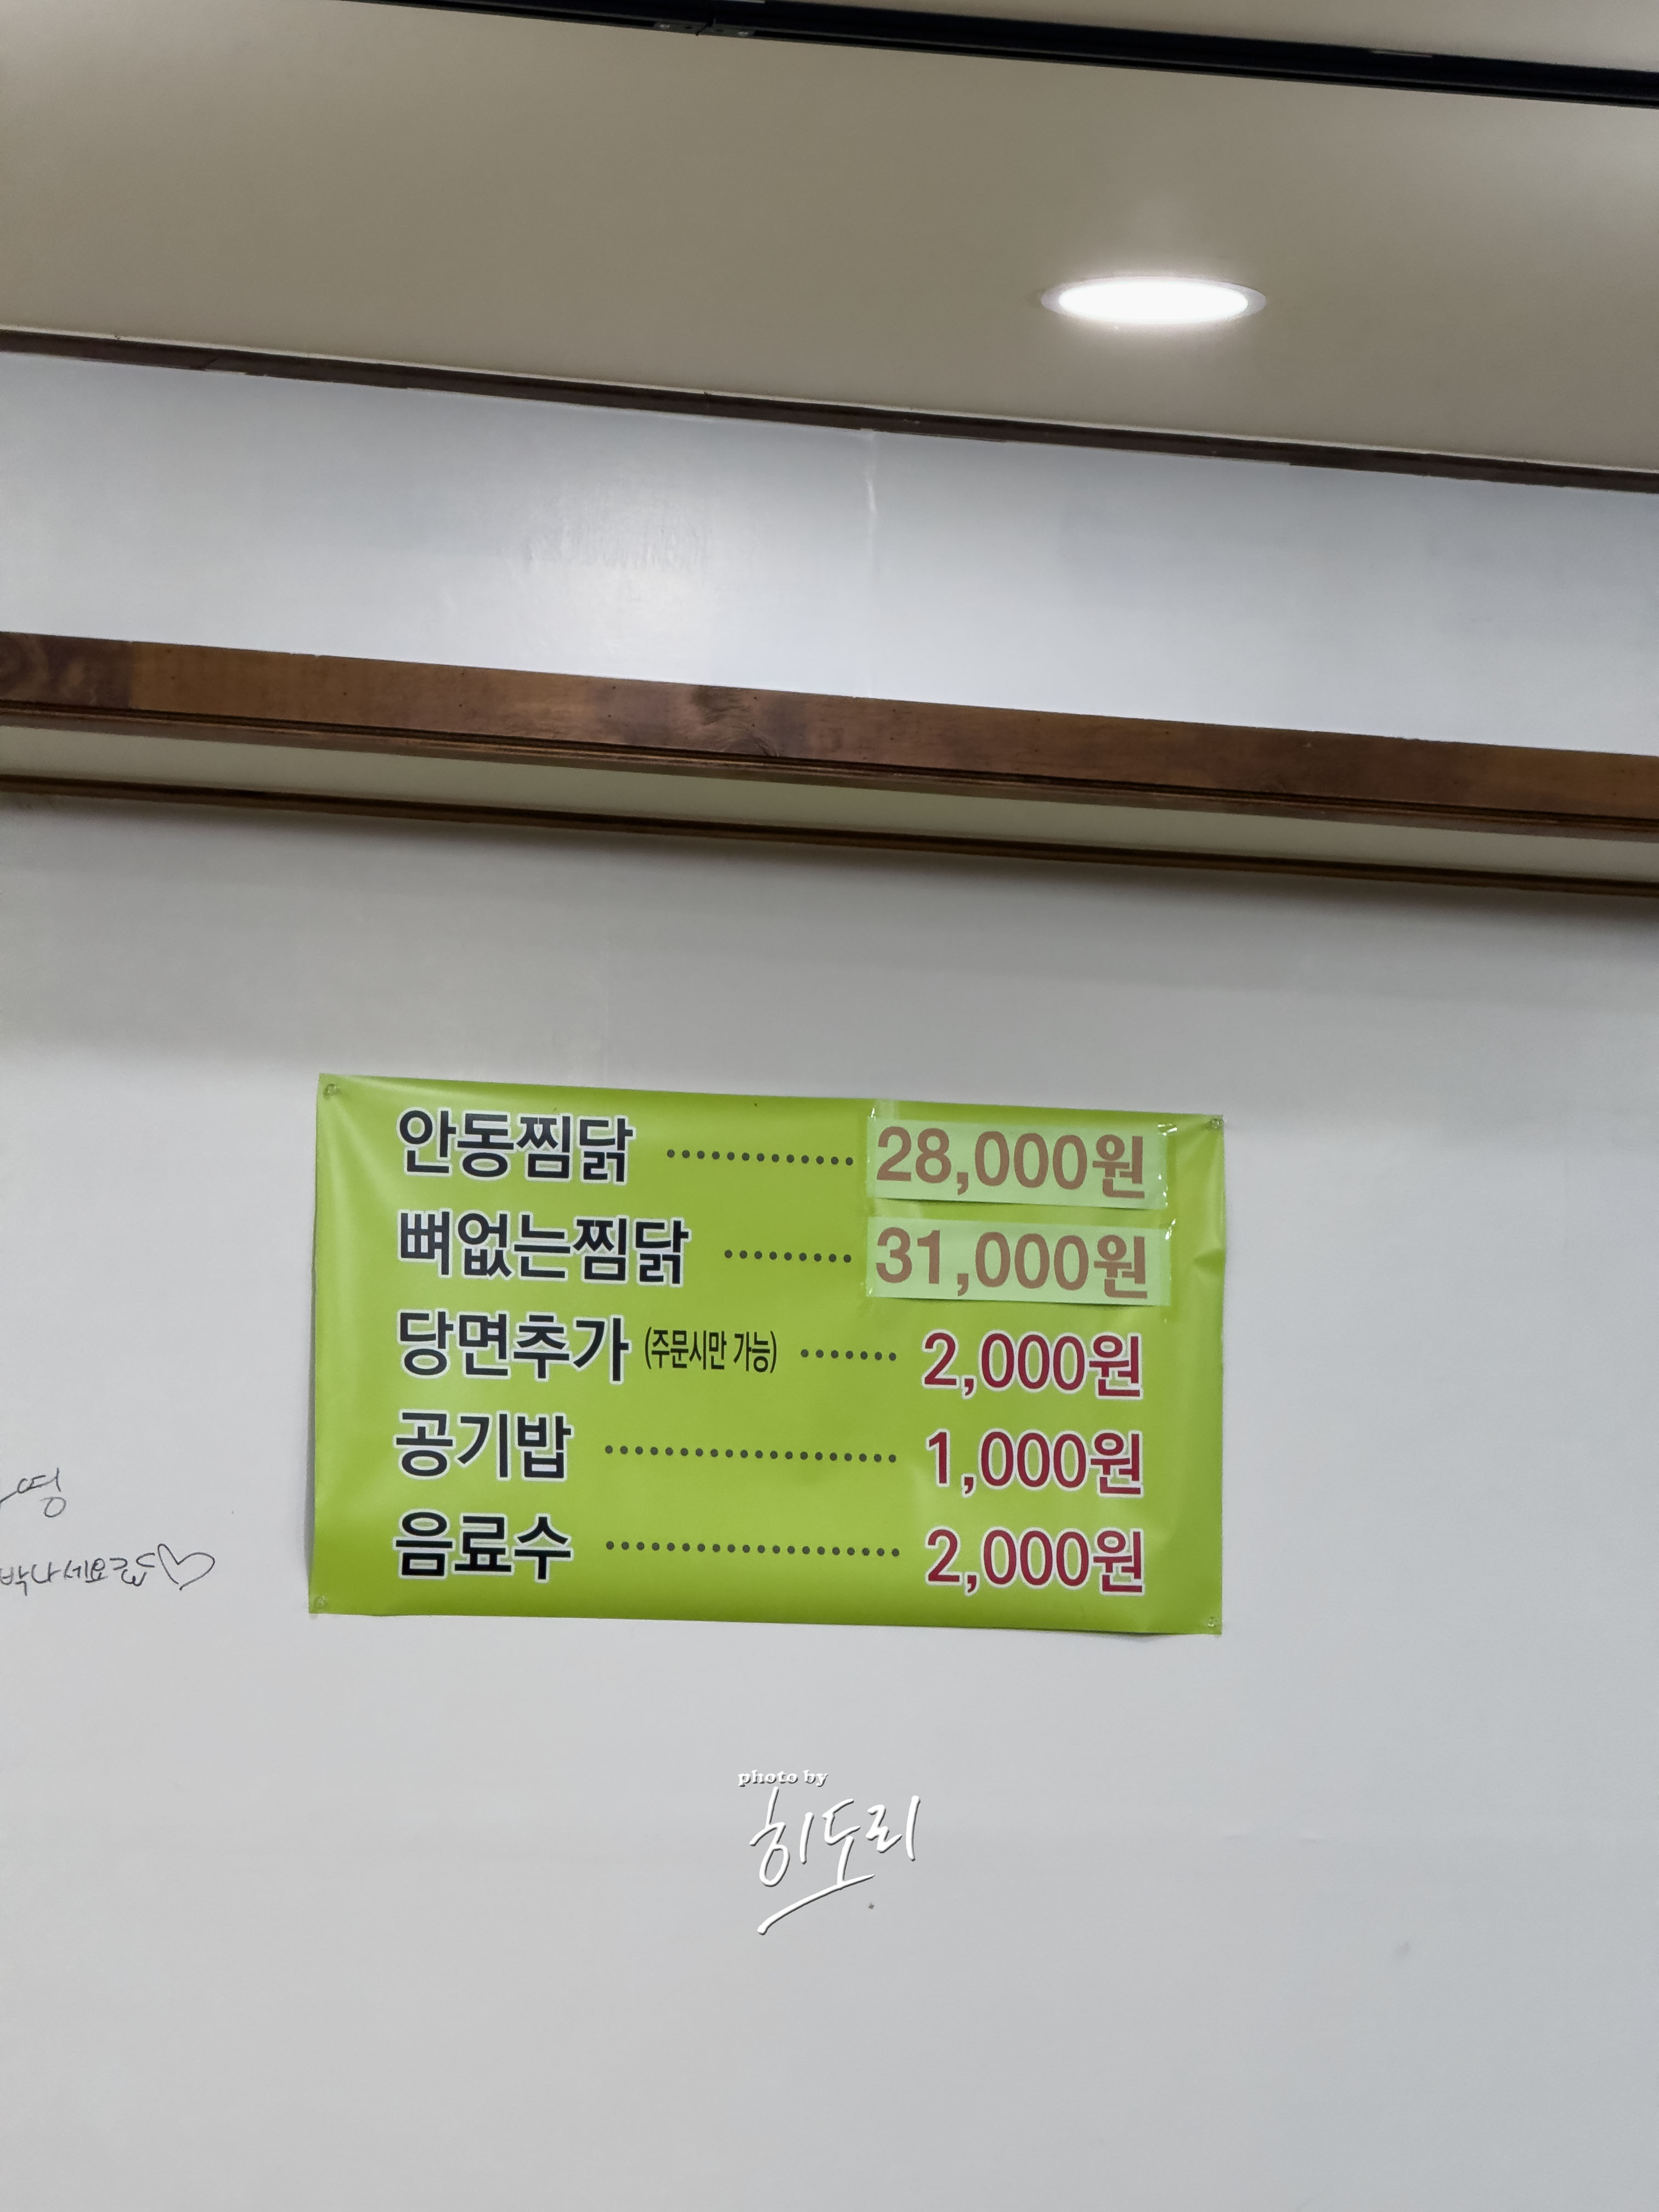 안동찜닭 ············· 28,000원
뼈없는찜닭 ········· 31,000원
당면추가 (주문시만 가능) ······· 2,000원
공기밥 ···················· 1,000원
음료수 ···················· 2,000원
photo by
히도리